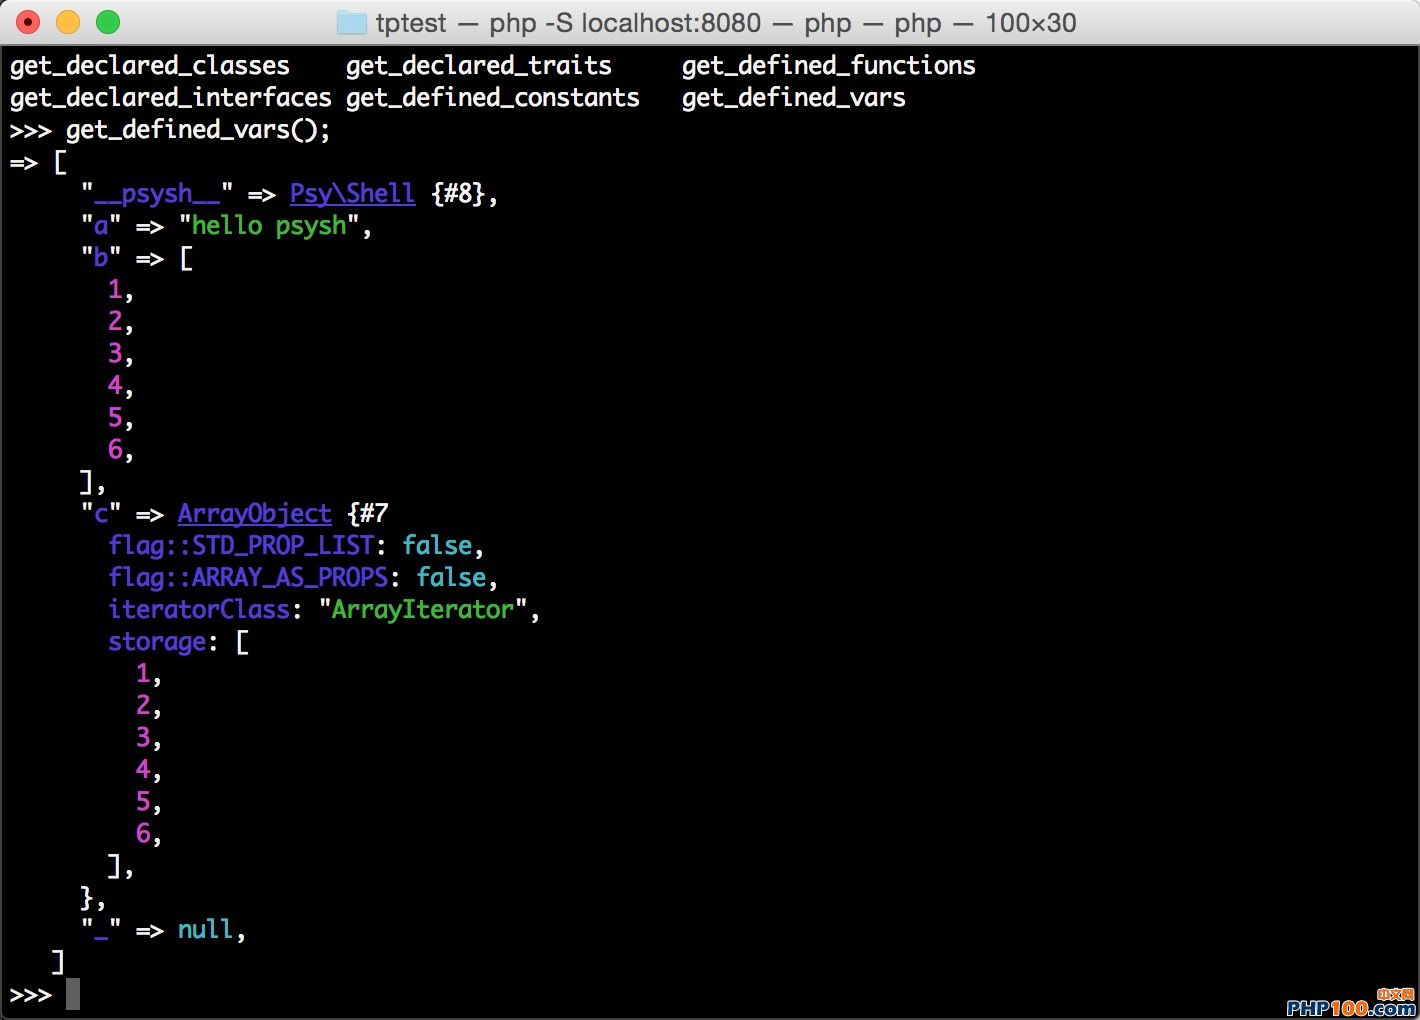 tptest — php -S localhost:8080 — php — php — 100×30
get_declared_classes    get_declared_traits     get_defined_functions
get_declared_interfaces get_defined_constants   get_defined_vars
>>> get_defined_vars();
=> [
     "__psysh__" => Psy\Shell {#8},
     "a" => "hello psysh",
     "b" => [
       1,
       2,
       3,
       4,
       5,
       6,
     ],
     "c" => ArrayObject {#7
       flag::STD_PROP_LIST: false,
       flag::ARRAY_AS_PROPS: false,
       iteratorClass: "ArrayIterator",
       storage: [
         1,
         2,
         3,
         4,
         5,
         6,
       ],
     },
     "_" => null,
   ]
>>>
中文网
PHP100.com